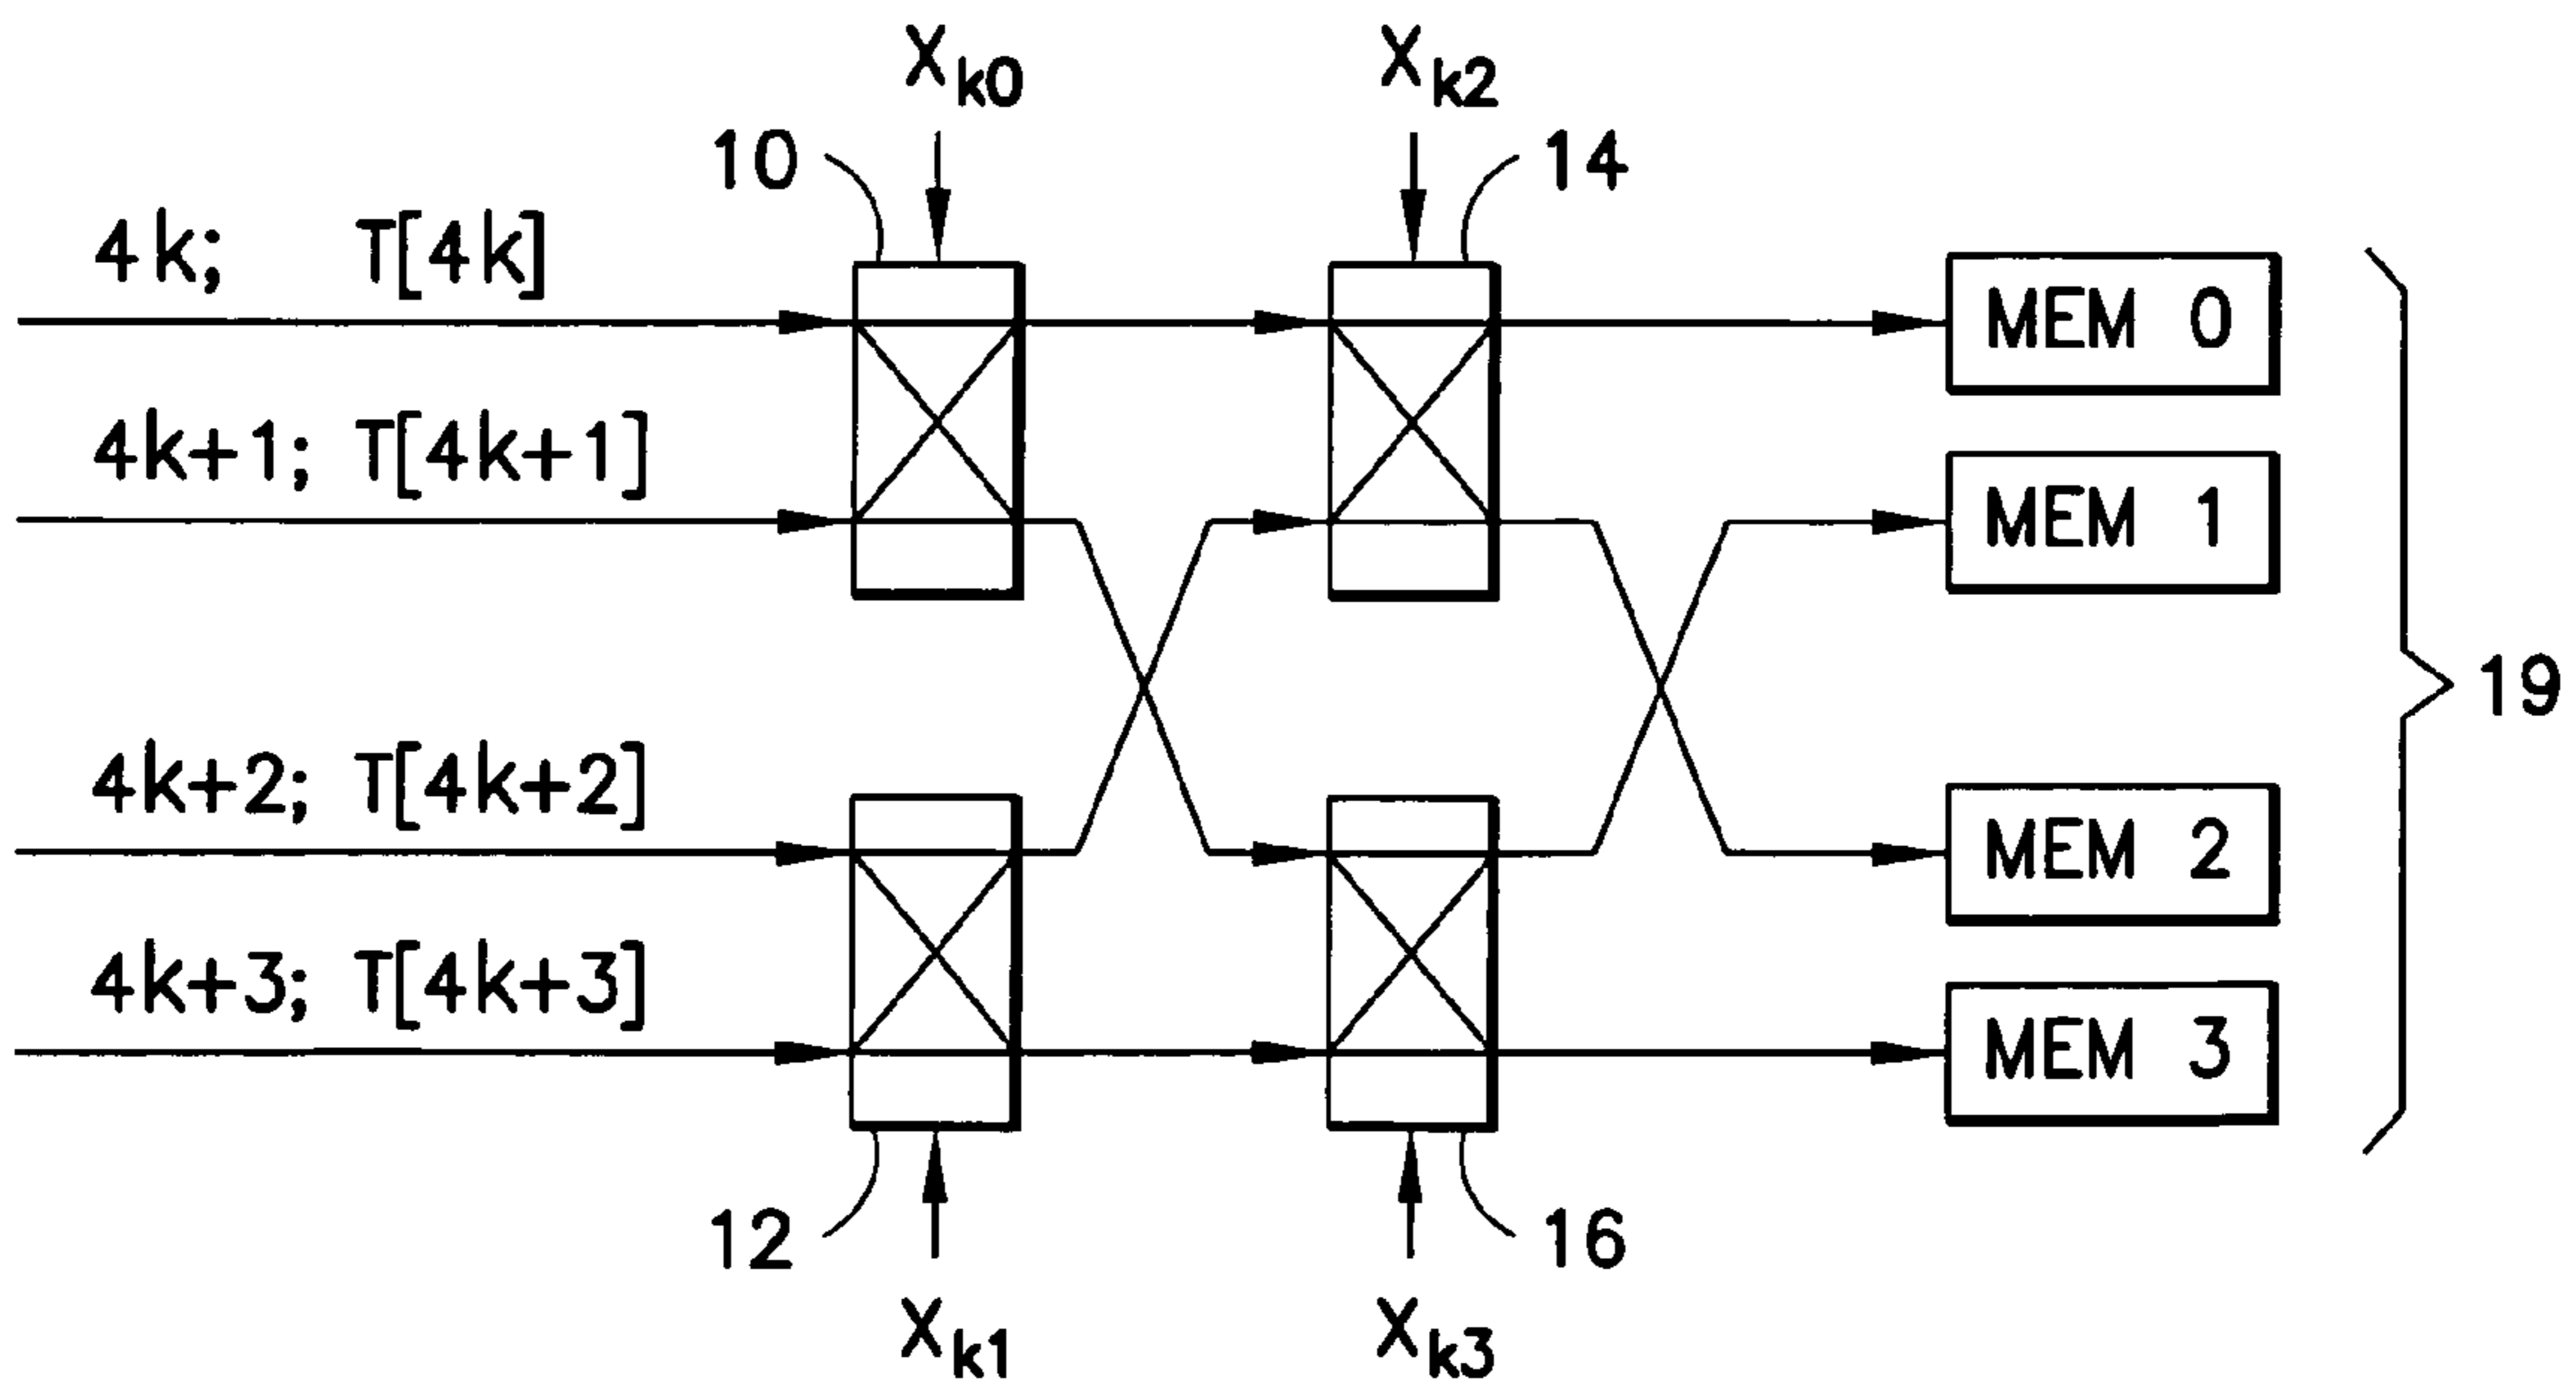 X_k0 X_k2
10 14
4k; T[4k]
MEM 0
4k+1; T[4k+1]
MEM 1
19
4k+2; T[4k+2]
MEM 2
4k+3; T[4k+3]
MEM 3
12 16
X_k1 X_k3